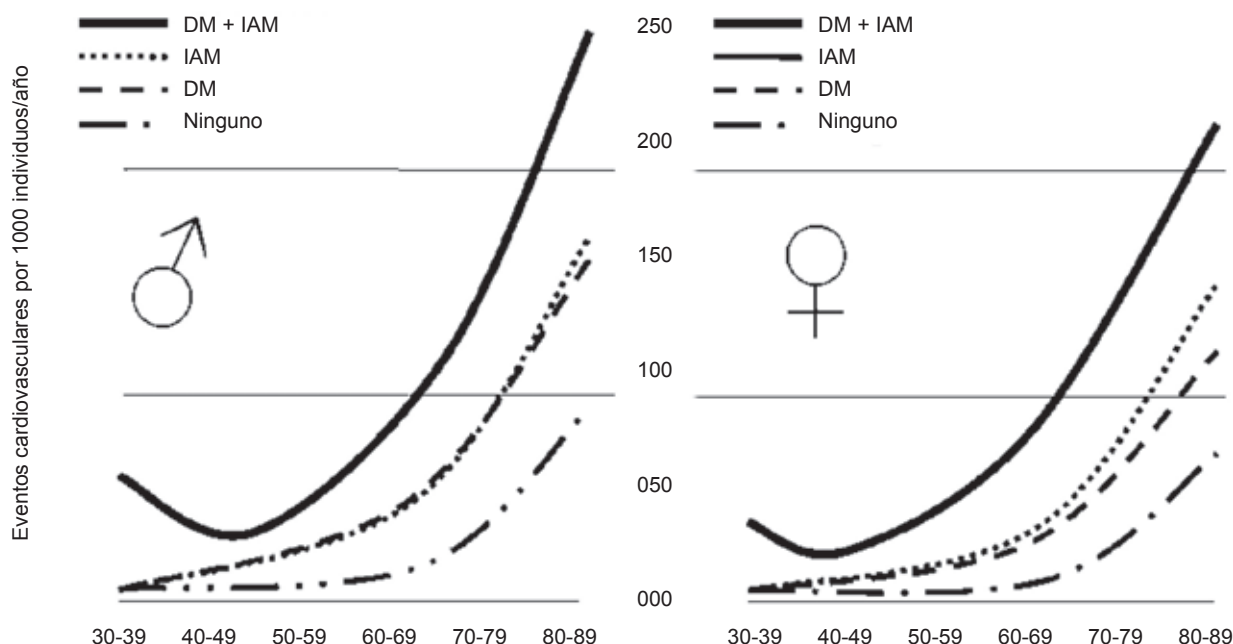 Eventos cardiovasculares por 1000 individuos/año
DM + IAM
IAM
DM
Ninguno
250
200
150
100
050
000
DM + IAM
IAM
DM
Ninguno
30-39 40-49 50-59 60-69 70-79 80-89
30-39 40-49 50-59 60-69 70-79 80-89